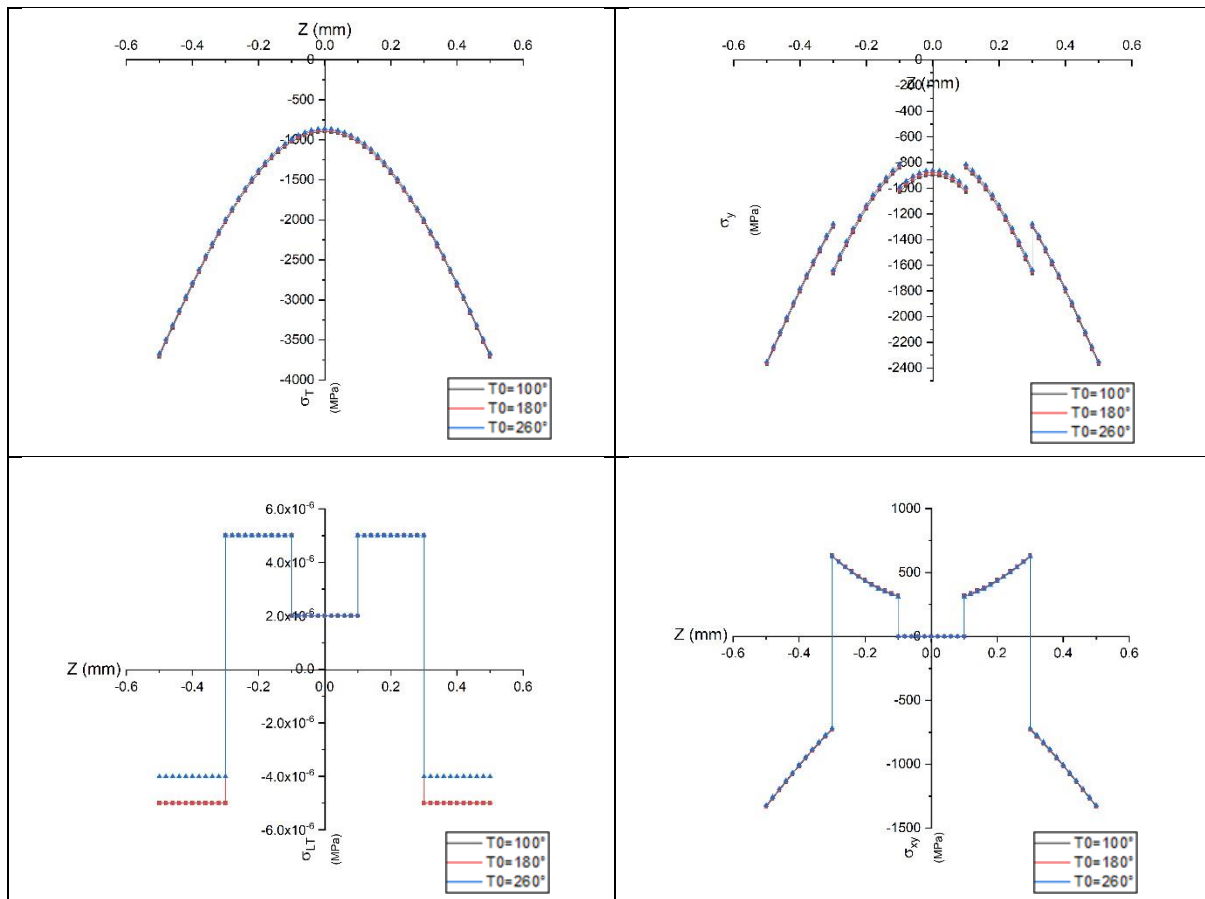 Z (mm)
-0.6 -0.4 -0.2 0.0 0.2 0.4 0.6
0
-500
-1000
-1500
-2000
-2500
-3000
-3500
-4000
σT
(MPa)
T0=100°
T0=180°
T0=260°
-0.6 -0.4 -0.2 0.0 0.2 0.4 0.6
0
Z (mm)
-200
-400
-600
-800
-1000
-1200
-1400
-1600
-1800
-2000
-2200
-2400
σy
(MPa)
T0=100°
T0=180°
T0=260°
6.0x10⁻⁶
4.0x10⁻⁶
2.0x10⁻⁶
0.0
Z (mm)
-0.6 -0.4 -0.2 0.0 0.2 0.4 0.6
-2.0x10⁻⁶
-4.0x10⁻⁶
-6.0x10⁻⁶
σLT
(MPa)
T0=100°
T0=180°
T0=260°
1000
500
0
Z (mm)
-0.6 -0.4 -0.2 0.0 0.2 0.4 0.6
-500
-1000
-1500
σxy
(MPa)
T0=100°
T0=180°
T0=260°